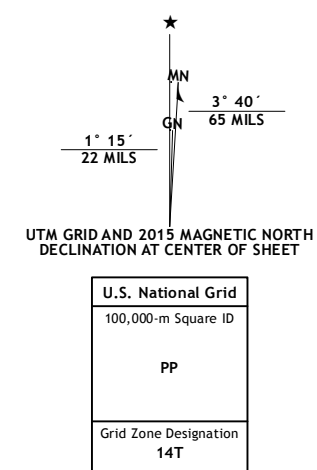 MN
3° 40´
65 MILS
GN
1° 15´
22 MILS
UTM GRID AND 2015 MAGNETIC NORTH
DECLINATION AT CENTER OF SHEET
U.S. National Grid
100,000-m Square ID
PP
Grid Zone Designation
14T